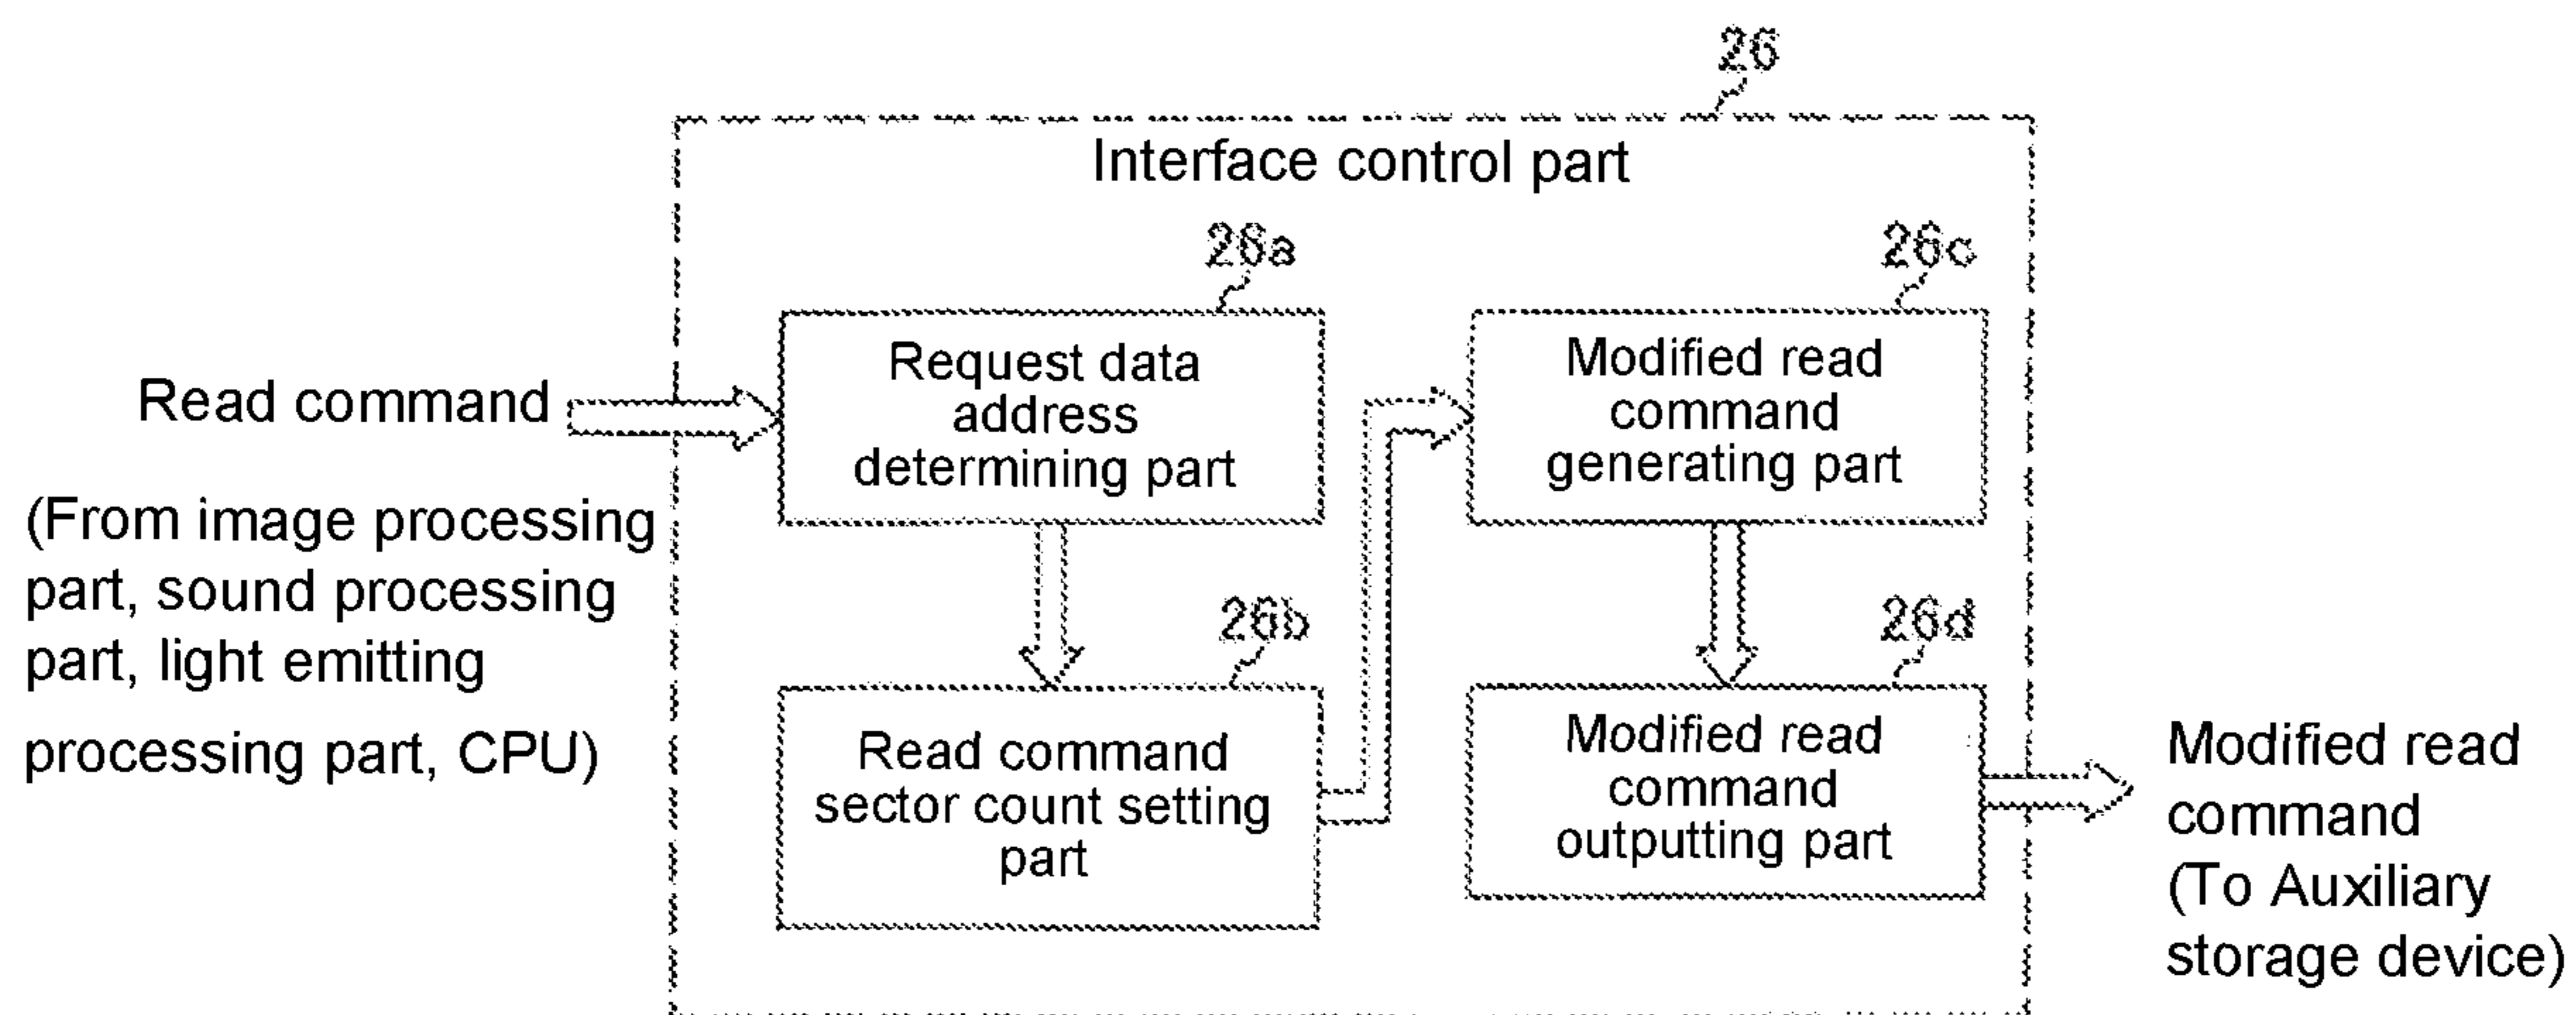 26
Interface control part
26a
Request data
address
determining part
26c
Modified read
command
generating part
Read command
(From image processing
part, sound processing
part, light emitting
processing part, CPU)
26b
Read command
sector count setting
part
26d
Modified read
command
outputting part
Modified read
command
(To Auxiliary
storage device)